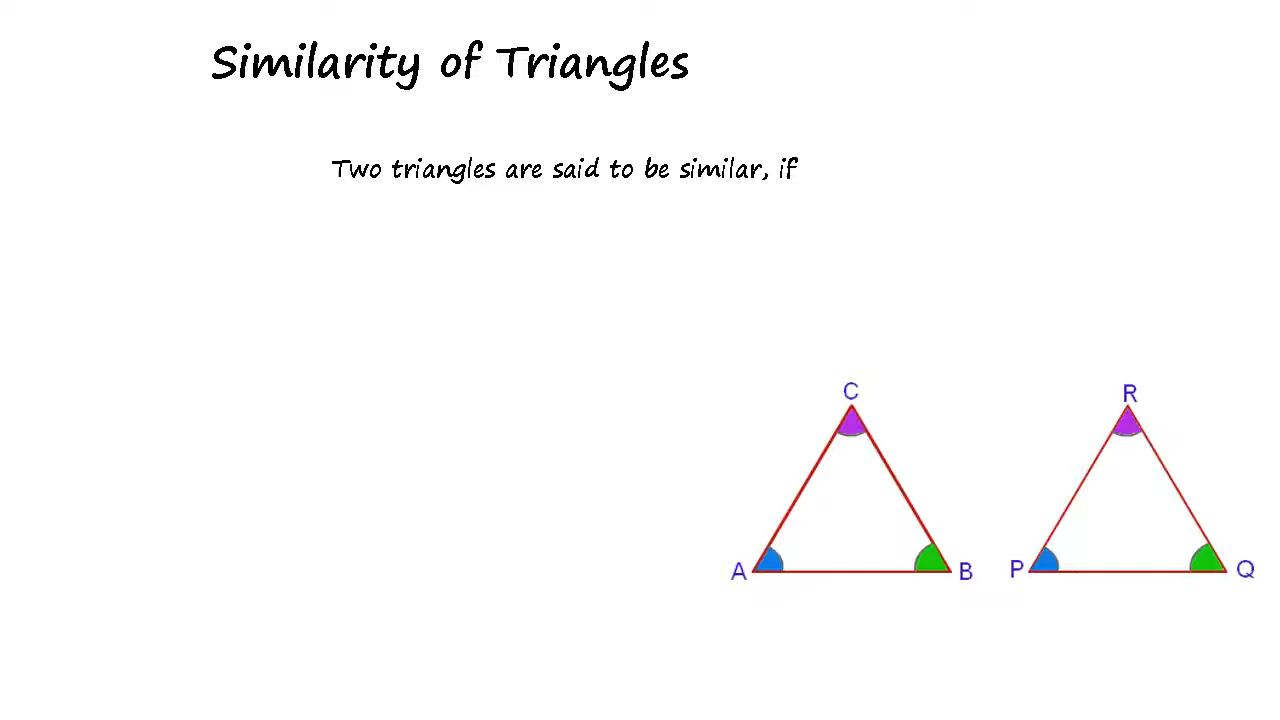 Similarity of Triangles
Two triangles are said to be similar, if
C
R
A
B
P
Q